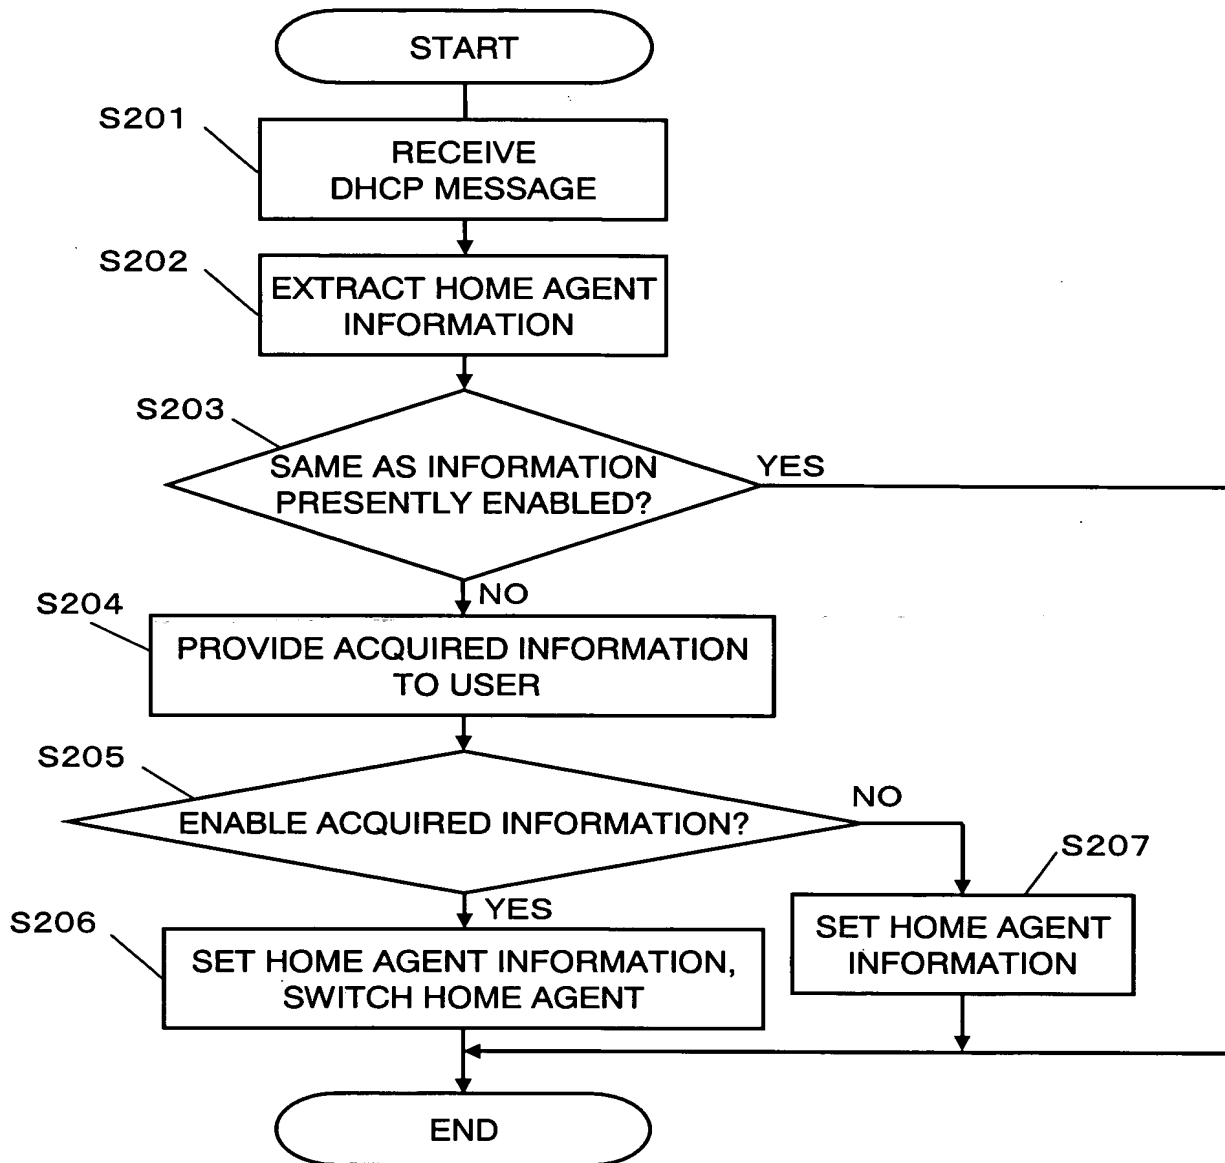 START
S201
RECEIVE
DHCP MESSAGE
S202
EXTRACT HOME AGENT
INFORMATION
S203
SAME AS INFORMATION
PRESENTLY ENABLED?
YES
NO
S204
PROVIDE ACQUIRED INFORMATION
TO USER
S205
ENABLE ACQUIRED INFORMATION?
NO
S207
YES
SET HOME AGENT
INFORMATION
S206
SET HOME AGENT INFORMATION,
SWITCH HOME AGENT
END